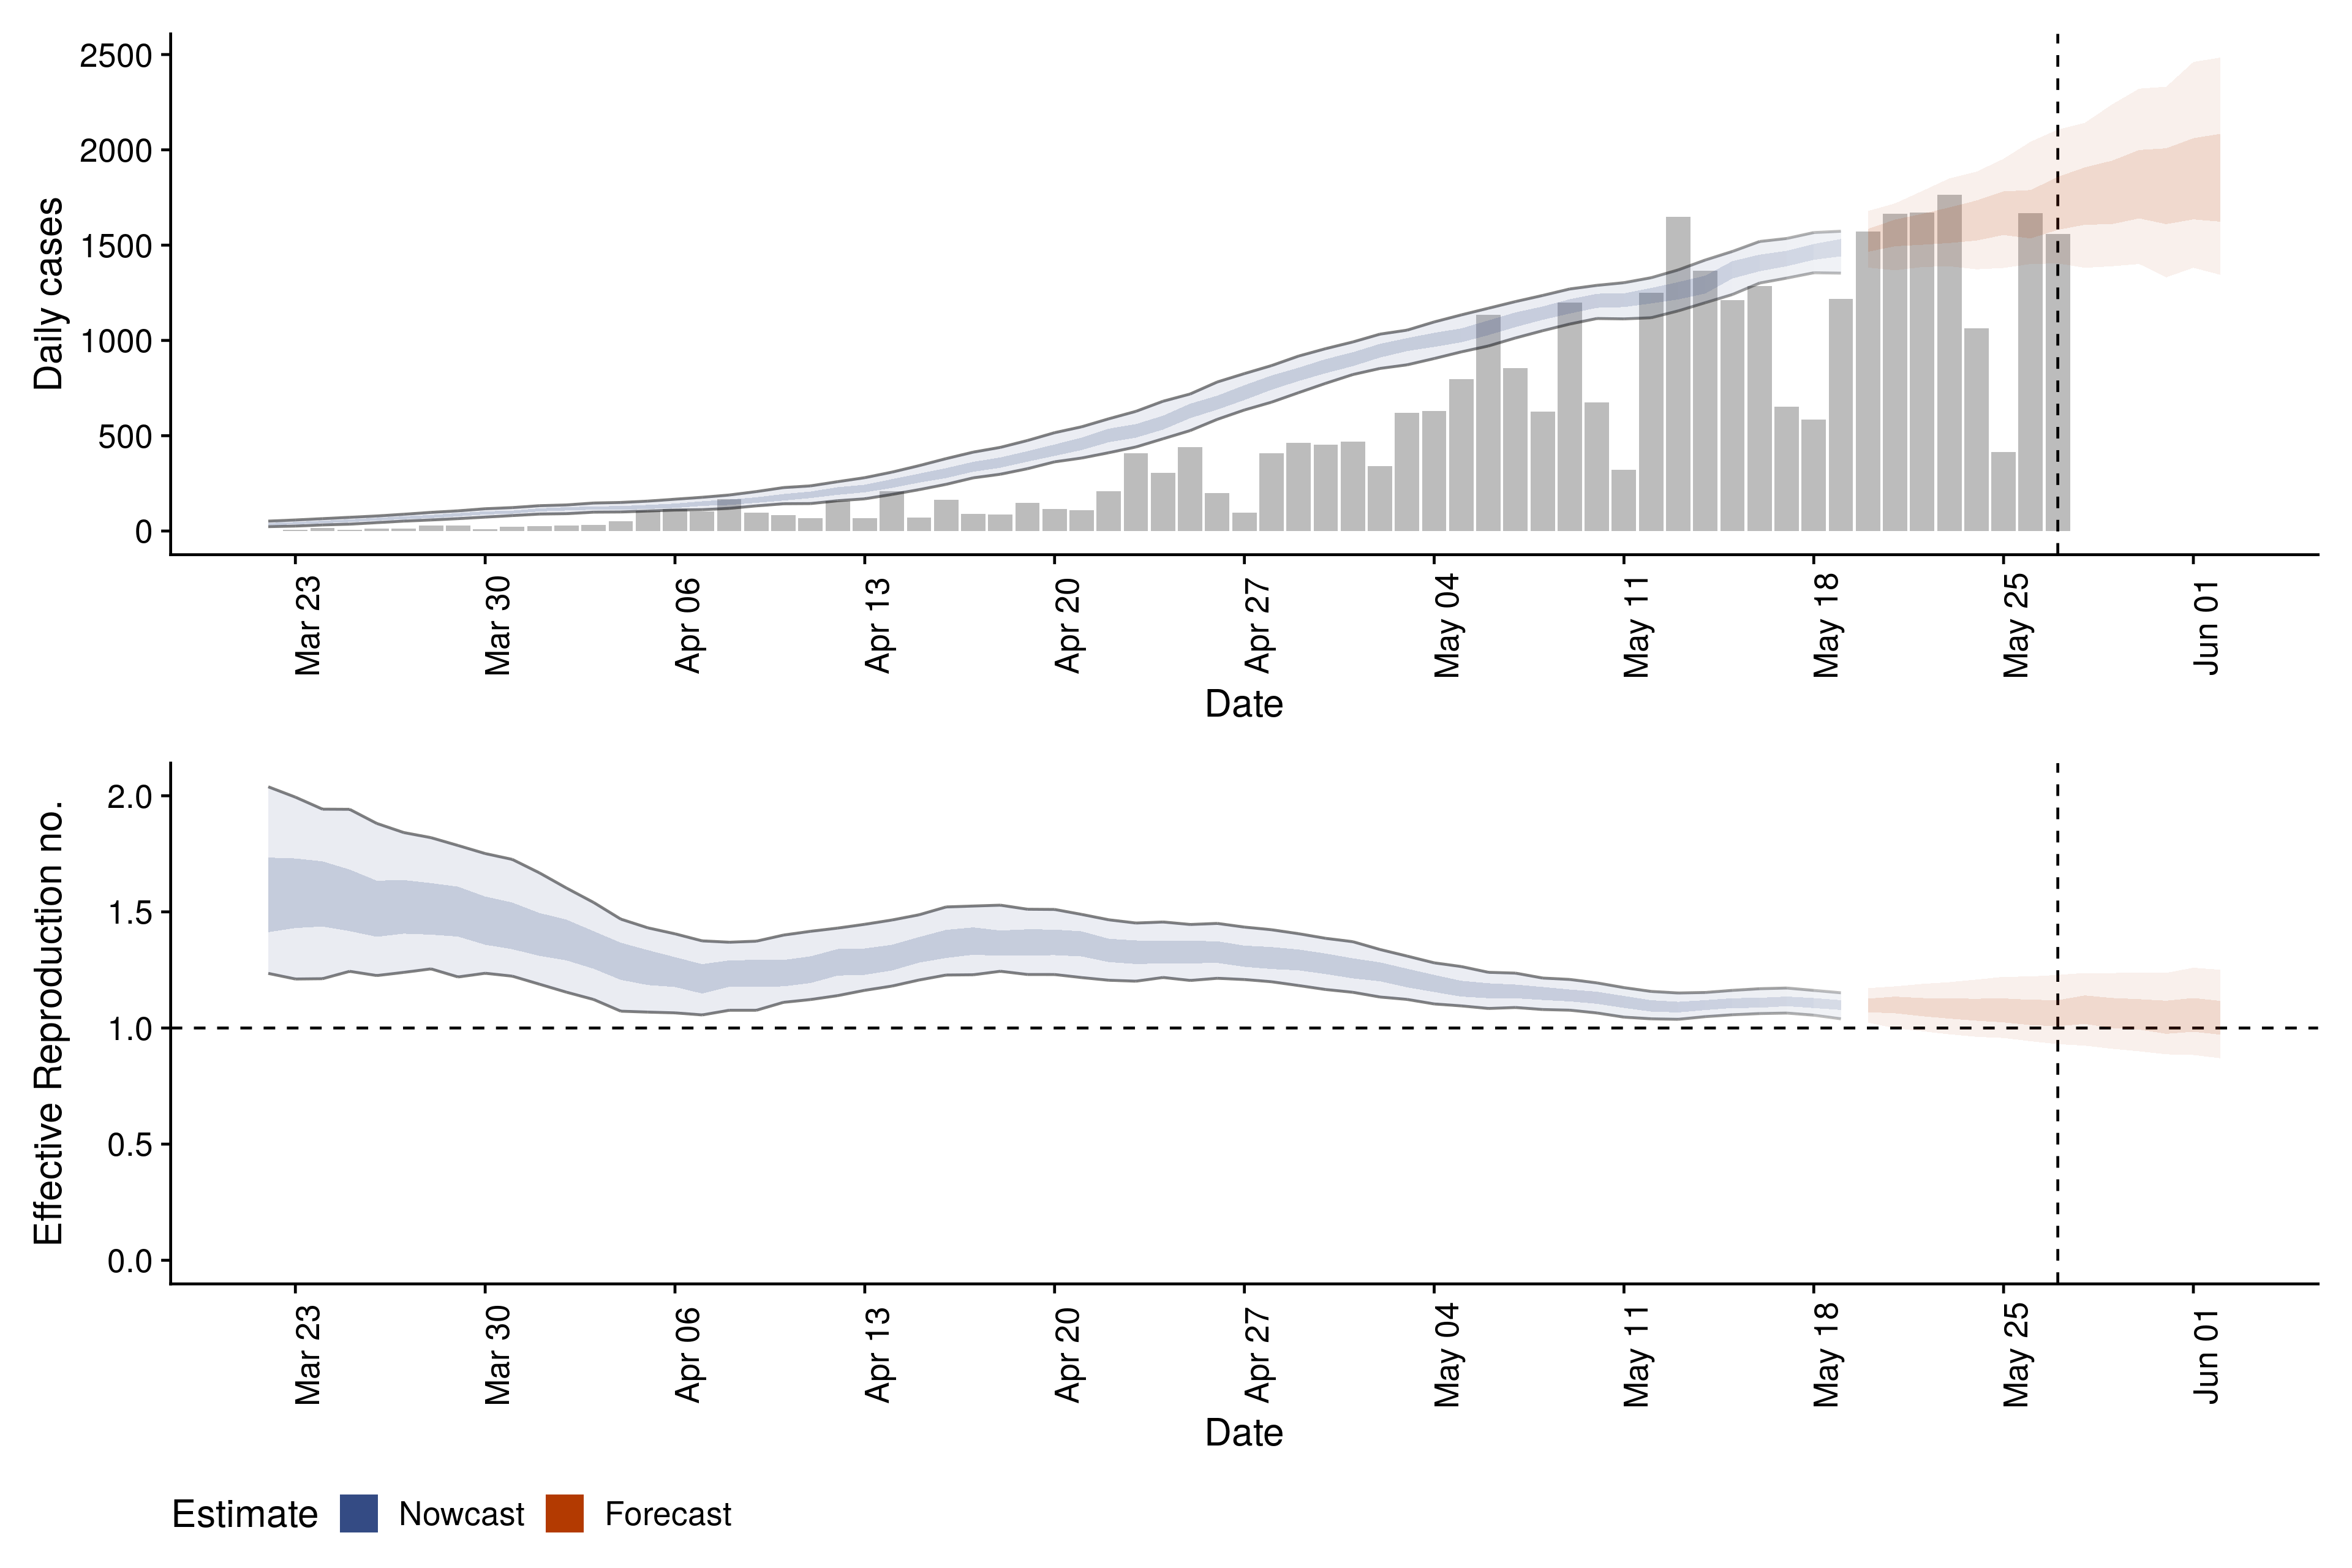 2500
2000
1500
1000
500
0
Daily cases
Mar 23
Mar 30
Apr 06
Apr 13
Apr 20
Apr 27
May 04
May 11
May 18
May 25
Jun 01
Date
2.0
1.5
1.0
0.5
0.0
Effective Reproduction no.
Mar 23
Mar 30
Apr 06
Apr 13
Apr 20
Apr 27
May 04
May 11
May 18
May 25
Jun 01
Date
Estimate Nowcast Forecast